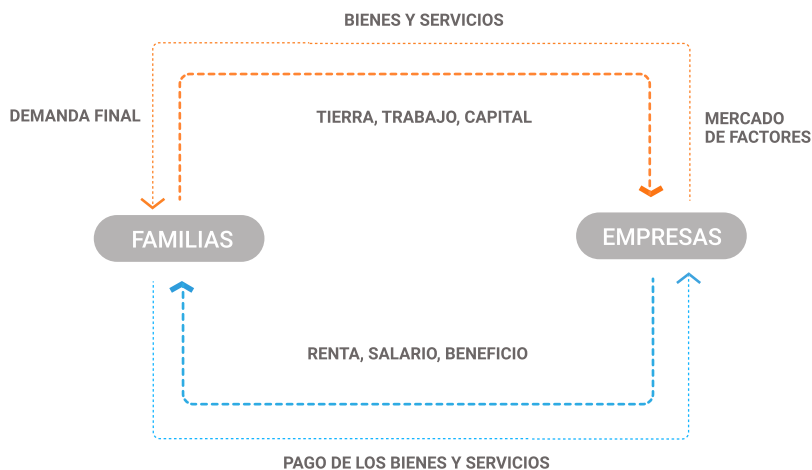 BIENES Y SERVICIOS
DEMANDA FINAL
TIERRA, TRABAJO, CAPITAL
MERCADO
DE FACTORES
FAMILIAS
EMPRESAS
RENTA, SALARIO, BENEFICIO
PAGO DE LOS BIENES Y SERVICIOS